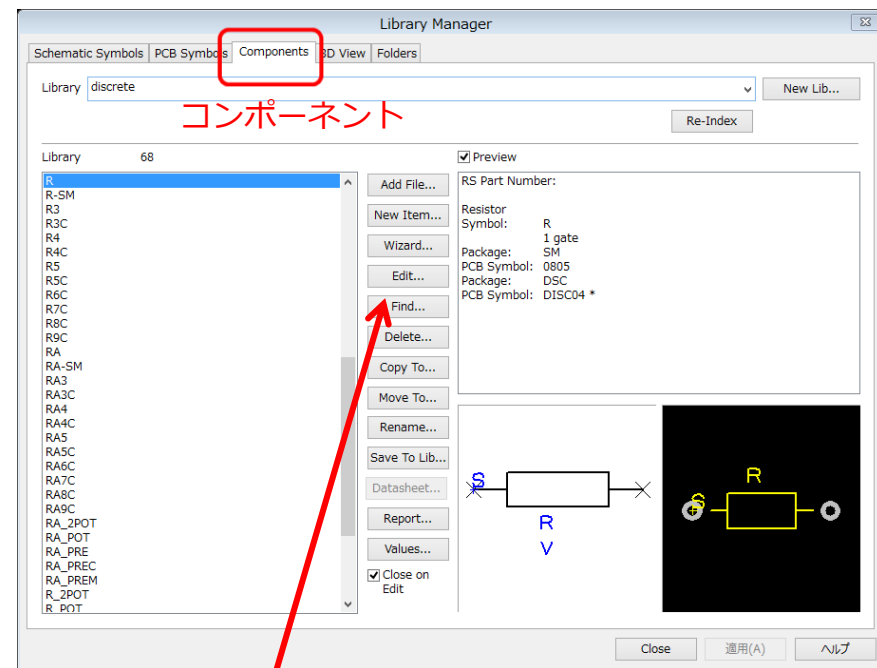 Library Manager
Schematic Symbols PCB Symbols Components 3D View Folders
Library discrete New Lib...
コンポーネント
Re-Index
Library 68
Preview
R
R-SM
R3
R3C
R4
R4C
R5
R5C
R6C
R7C
R8C
R9C
RA
RA-SM
RA3
RA3C
RA4
RA4C
RA5
RA5C
RA6C
RA7C
RA8C
RA9C
RA_2POT
RA_POT
RA_PRE
RA_PREC
RA_PREM
R_2POT
R_POT
Add File...
New Item...
Wizard...
Edit...
Find...
Delete...
Copy To...
Move To...
Rename...
Save To Lib...
Datasheet...
Report...
Values...
Close on
Edit
RS Part Number:
Resistor
Symbol: R
1 gate
Package: SM
PCB Symbol: 0805
Package: DSC
PCB Symbol: DISC04 *
S
R
V
R
S
Close 適用(A) ヘルプ